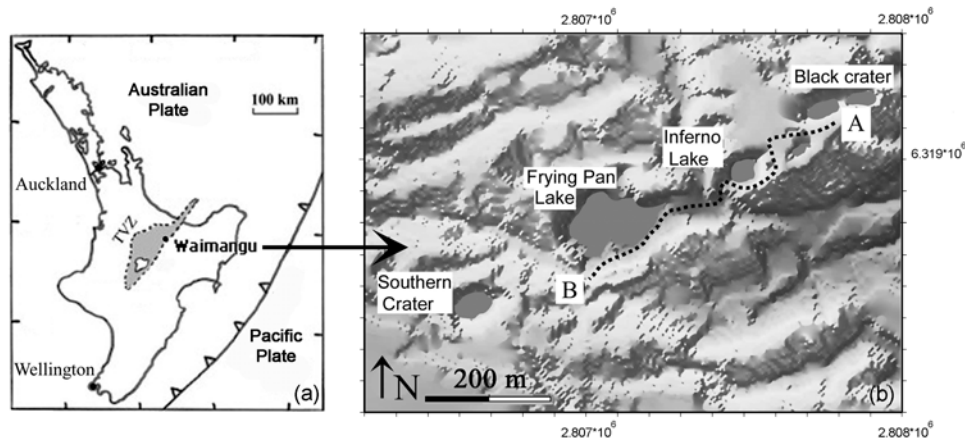 Australian
Plate
100 km
Auckland
TVZ
Waimangu
Wellington
Pacific
Plate
(a)
2.807*10⁶
2.808*10⁶
Black crater
A
Inferno
Lake
6.319*10⁶
Frying Pan
Lake
B
Southern
Crater
N
200 m
(b)
2.807*10⁶
2.808*10⁶